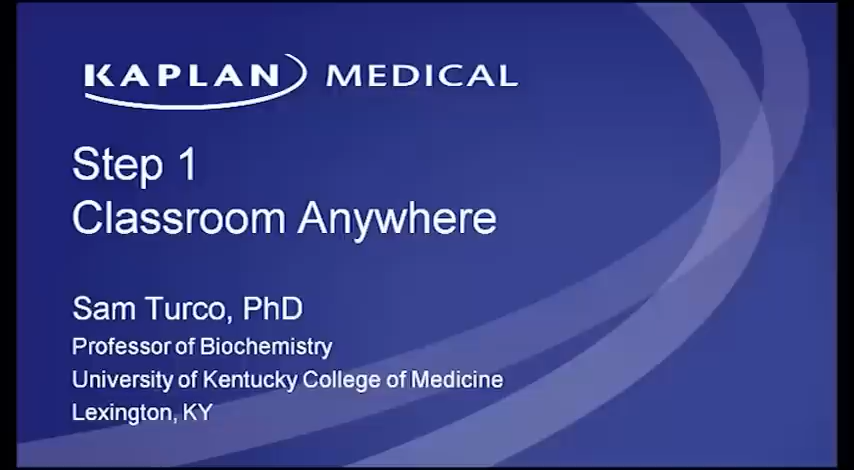 KAPLAN MEDICAL
Step 1
Classroom Anywhere
Sam Turco, PhD
Professor of Biochemistry
University of Kentucky College of Medicine
Lexington, KY